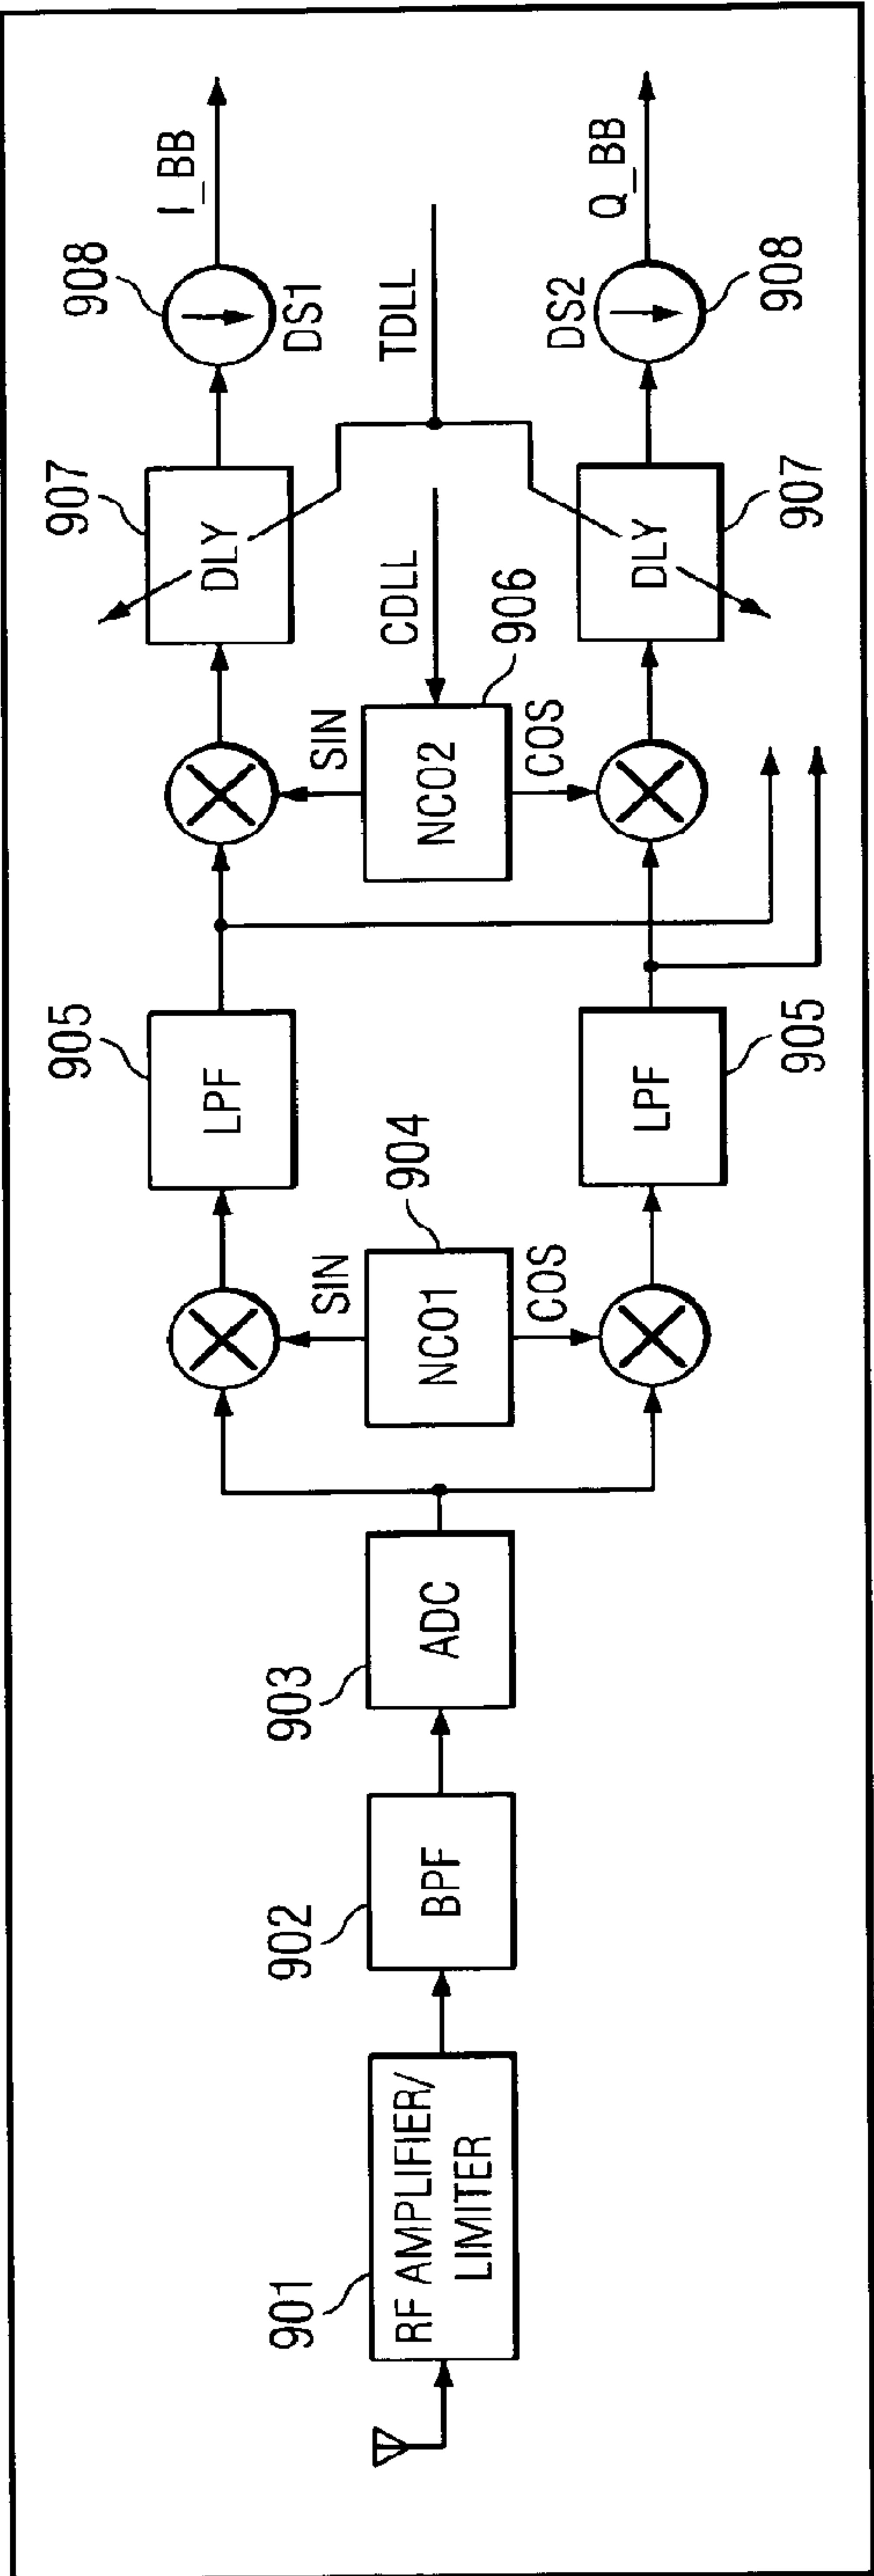 901
RF AMPLIFIER/
LIMITER
902
BPF
903
ADC
SIN
904
NCO1
COS
905
LPF
LPF
905
SIN
NCO2
906
COS
CDLL
907
DLY
DLY
907
TDLL
908
DS1
I_BB
DS2
908
Q_BB